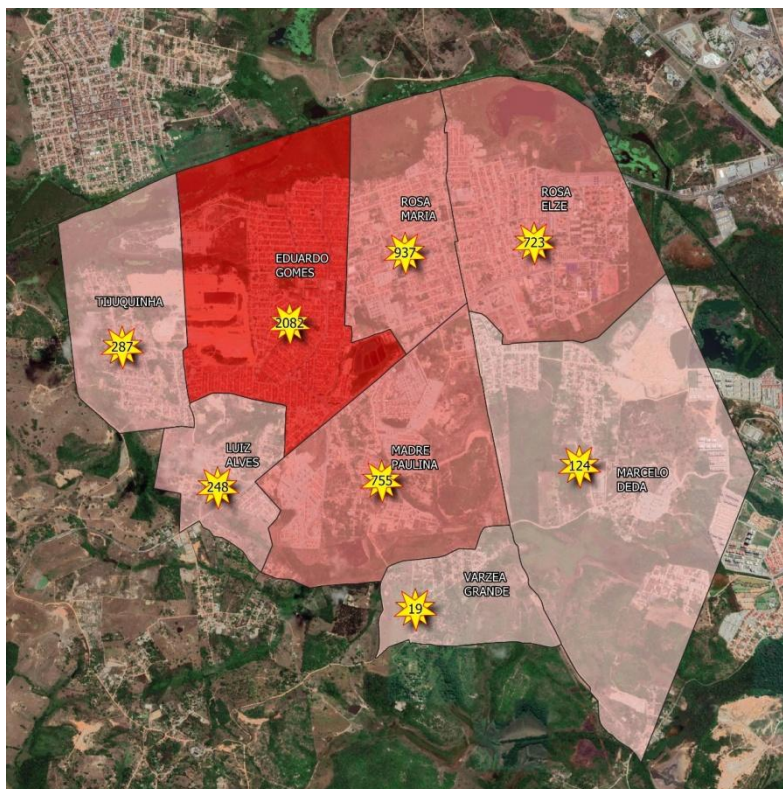 ROSA
MARIA
937
ROSA
ELZE
723
EDUARDO
GOMES
2082
TIJUQUINHA
287
LUIZ
ALVES
248
MADRE
PAULINA
755
124
MARCELO
DEDA
VARZEA
GRANDE
19